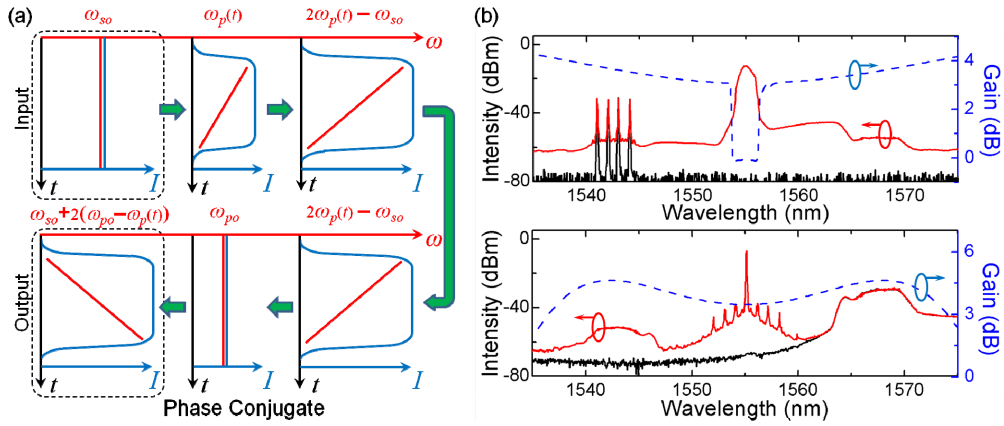 (a)
ω_so
ω_p(t)
2ω_p(t) − ω_so
ω
Input
t
I
t
I
t
I
ω_so+2(ω_po−ω_p(t))
ω_po
2ω_p(t) − ω_so
ω
Output
t
I
t
I
t
I
Phase Conjugate
(b)
Intensity (dBm)
0
-40
-80
4
3
2
1
0
Gain (dB)
1540
1550
1560
1570
Wavelength (nm)
Intensity (dBm)
0
-40
-80
6
4
2
0
Gain (dB)
1540
1550
1560
1570
Wavelength (nm)